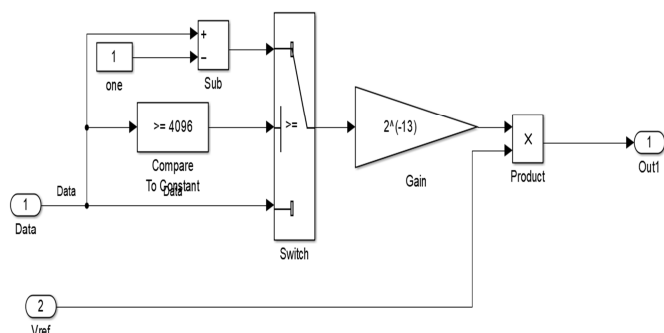 +
−
1
one
Sub
>= 4096
Compare
To Constant
Data
>=
Switch
2^(-13)
Gain
X
Product
1
Out1
Data
1
Data
2
Vref